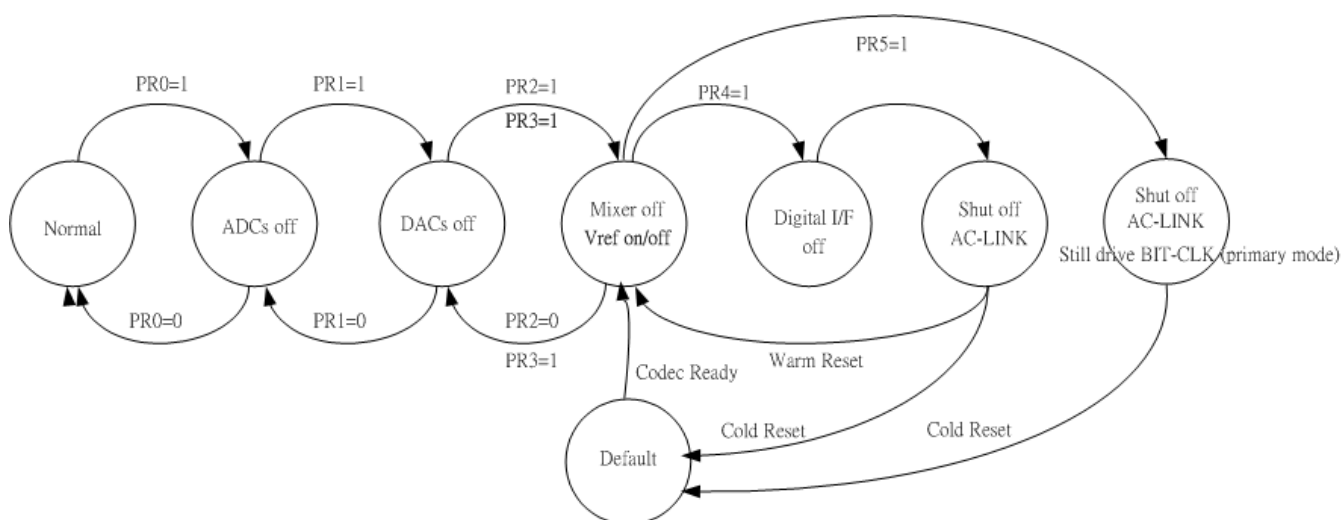 PR5=1
PR0=1
PR1=1
PR2=1
PR3=1
PR4=1
Normal
ADCs off
DACs off
Mixer off
Vref on/off
Digital I/F
off
Shut off
AC-LINK
Shut off
AC-LINK
Still drive BIT-CLK (primary mode)
PR0=0
PR1=0
PR2=0
PR3=1
Warm Reset
Codec Ready
Cold Reset
Cold Reset
Default